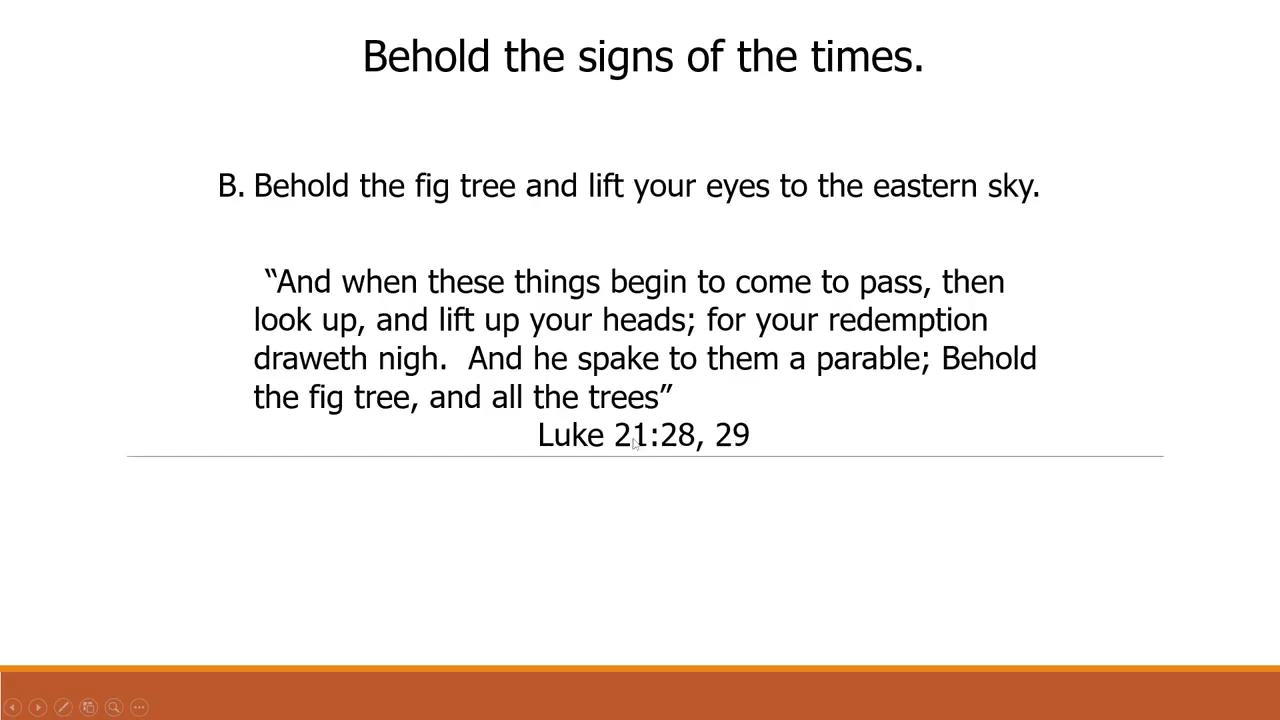 Behold the signs of the times.
B. Behold the fig tree and lift your eyes to the eastern sky.
“And when these things begin to come to pass, then
look up, and lift up your heads; for your redemption
draweth nigh.  And he spake to them a parable; Behold
the fig tree, and all the trees”
Luke 21:28, 29